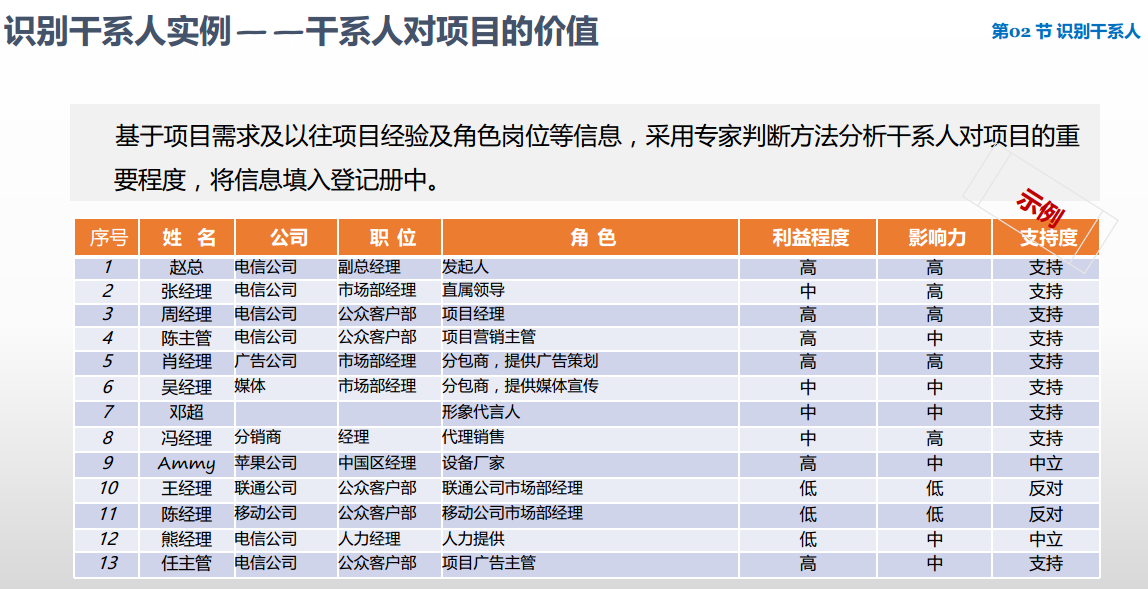 识别干系人实例——干系人对项目的价值
第02 节 识别干系人
基于项目需求及以往项目经验及角色岗位等信息，采用专家判断方法分析干系人对项目的重
要程度，将信息填入登记册中。
示例
序号 姓 名 公司 职 位 角 色 利益程度 影响力 支持度
1 赵总 电信公司 副总经理 发起人 高 高 支持
2 张经理 电信公司 市场部经理 直属领导 中 高 支持
3 周经理 电信公司 公众客户部 项目经理 高 高 支持
4 陈主管 电信公司 公众客户部 项目营销主管 高 中 支持
5 肖经理 广告公司 市场部经理 分包商，提供广告策划 高 高 支持
6 吴经理 媒体 市场部经理 分包商，提供媒体宣传 中 中 支持
7 邓超 形象代言人 中 中 支持
8 冯经理 分销商 经理 代理销售 中 高 支持
9 Ammy 苹果公司 中国区经理 设备厂家 高 中 中立
10 王经理 联通公司 公众客户部 联通公司市场部经理 低 低 反对
11 陈经理 移动公司 公众客户部 移动公司市场部经理 低 低 反对
12 熊经理 电信公司 人力经理 人力提供 低 中 中立
13 任主管 电信公司 公众客户部 项目广告主管 高 中 支持